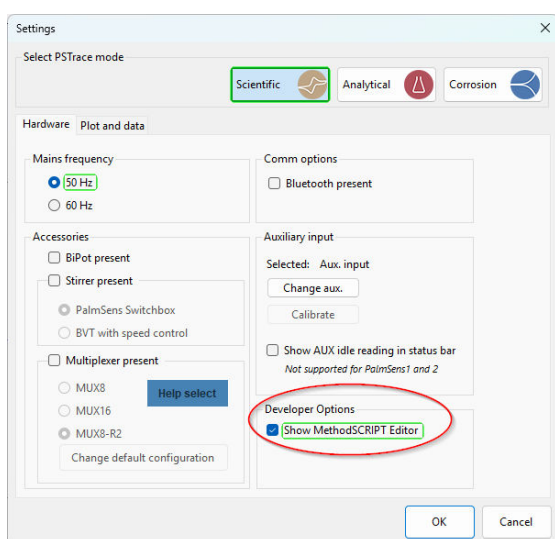 Settings
Select PSTrace mode
Scientific
Analytical
Corrosion
Hardware
Plot and data
Mains frequency
50 Hz
60 Hz
Comm options
Bluetooth present
Accessories
BiPot present
Stirrer present
PalmSens Switchbox
BVT with speed control
Multiplexer present
MUX8
MUX16
MUX8-R2
Help select
Change default configuration
Auxiliary input
Selected: Aux. input
Change aux.
Calibrate
Show AUX idle reading in status bar
Not supported for PalmSens1 and 2
Developer Options
Show MethodSCRIPT Editor
OK
Cancel